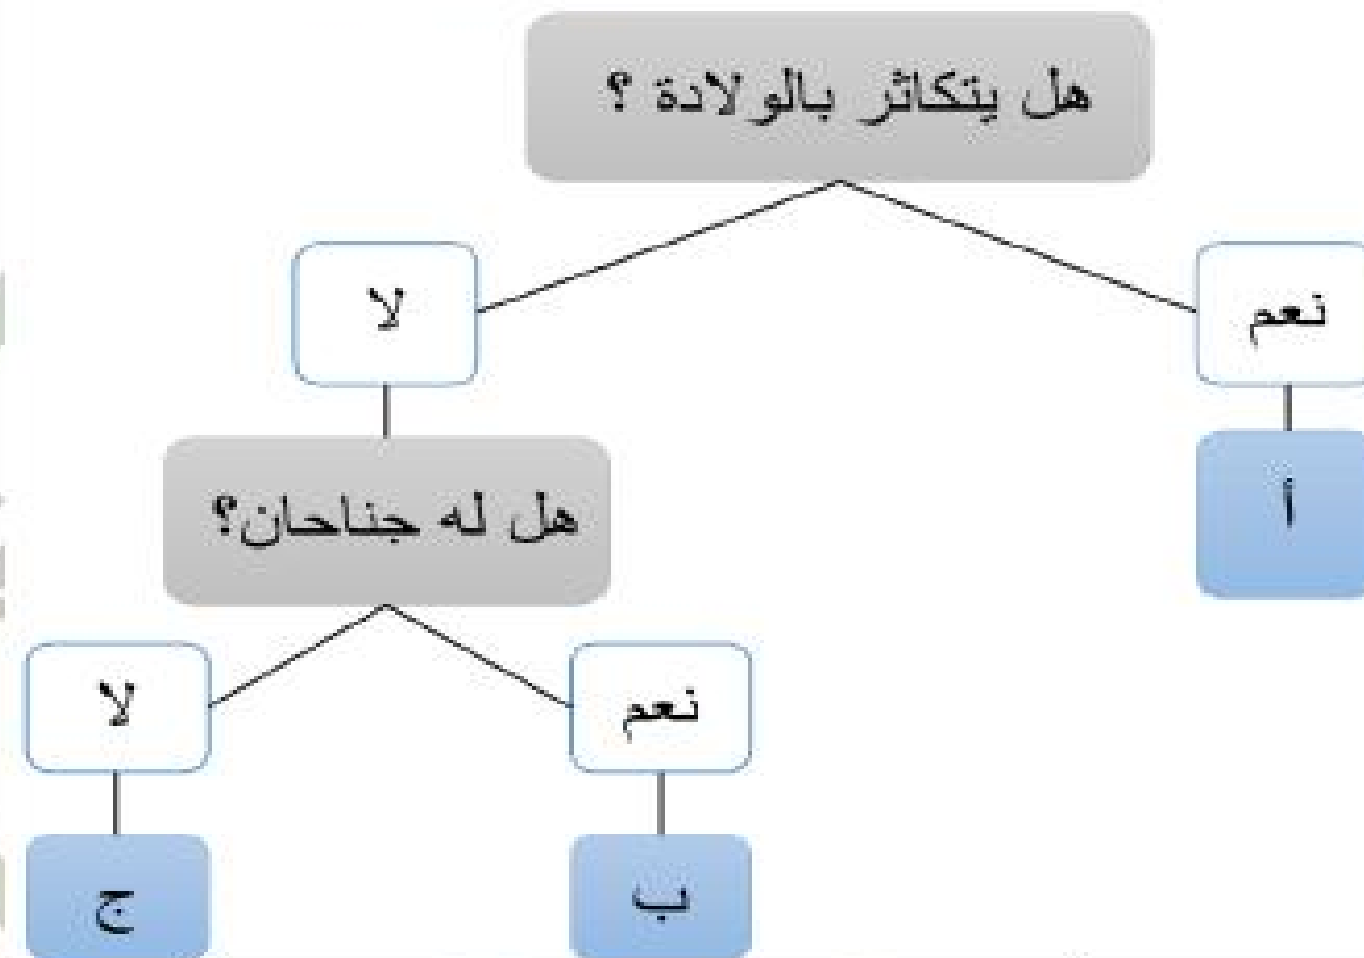 هل يتكاثر بالولادة ؟
نعم
لا
أ
هل له جناحان؟
نعم
لا
ب
ج